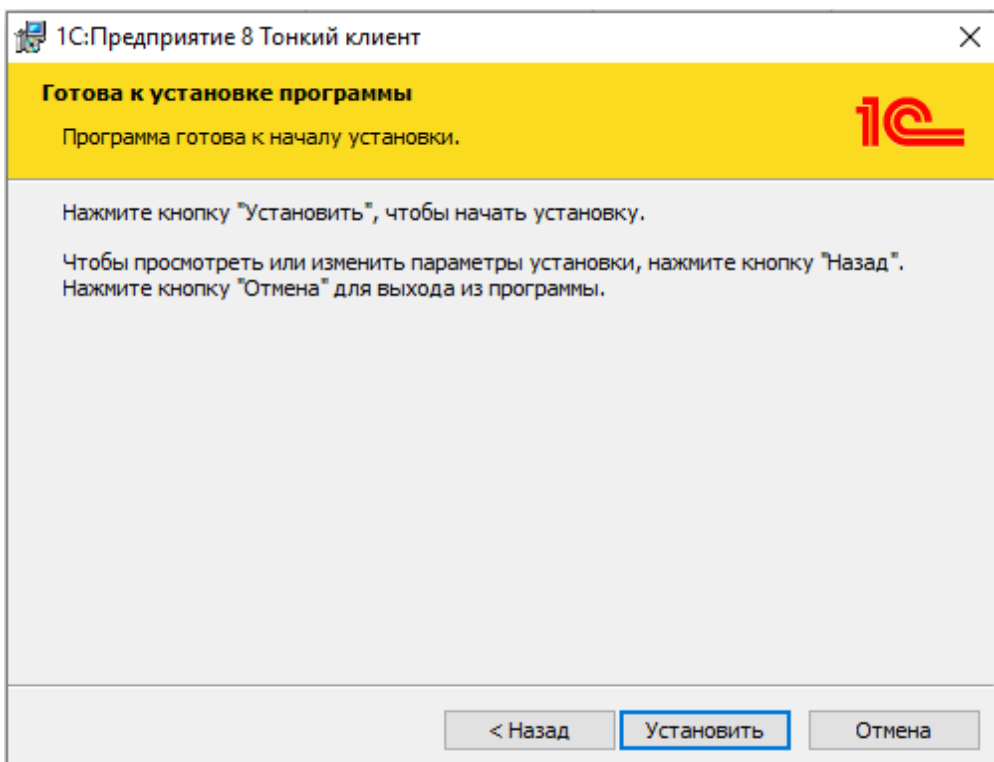 1С:Предприятие 8 Тонкий клиент
Готова к установке программы
Программа готова к началу установки.
1С
Нажмите кнопку "Установить", чтобы начать установку.
Чтобы просмотреть или изменить параметры установки, нажмите кнопку "Назад".
Нажмите кнопку "Отмена" для выхода из программы.
< Назад
Установить
Отмена